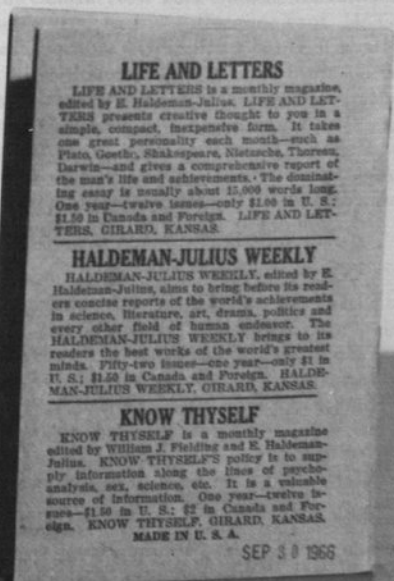 LIFE AND LETTERS
LIFE AND LETTERS is a monthly magazine,
edited by E. Haldeman-Julius. LIFE AND LET-
TERS presents creative thought to you in a
simple, compact, inexpensive form. It takes
one great personality each month—such as
Plato, Goethe, Shakespeare, Nietzsche, Thoreau,
Darwin—and gives a comprehensive report of
the man's life and achievements. The dominat-
ing essay is usually about 15,000 words long.
One year—twelve issues—only $1.00 in U. S.;
$1.50 in Canada and Foreign. LIFE AND LET-
TERS, GIRARD, KANSAS.
HALDEMAN-JULIUS WEEKLY
HALDEMAN-JULIUS WEEKLY, edited by E.
Haldeman-Julius, aims to bring before its read-
ers concise reports of the world's achievements
in science, literature, art, drama, politics and
every other field of human endeavor. The
HALDEMAN-JULIUS WEEKLY brings to its
readers the best works of the world's greatest
minds. Fifty-two issues—one year—only $1 in
U. S.; $1.50 in Canada and Foreign. HALDE-
MAN-JULIUS WEEKLY, GIRARD, KANSAS.
KNOW THYSELF
KNOW THYSELF is a monthly magazine
edited by William J. Fielding and E. Haldeman-
Julius. KNOW THYSELF'S policy is to sup-
ply information along the lines of psycho-
analysis, sex, science, etc. It is a valuable
source of information. One year—twelve is-
sues—$1.50 in U. S.; $2 in Canada and For-
eign. KNOW THYSELF, GIRARD, KANSAS.
MADE IN U. S. A.
SEP 30 1966